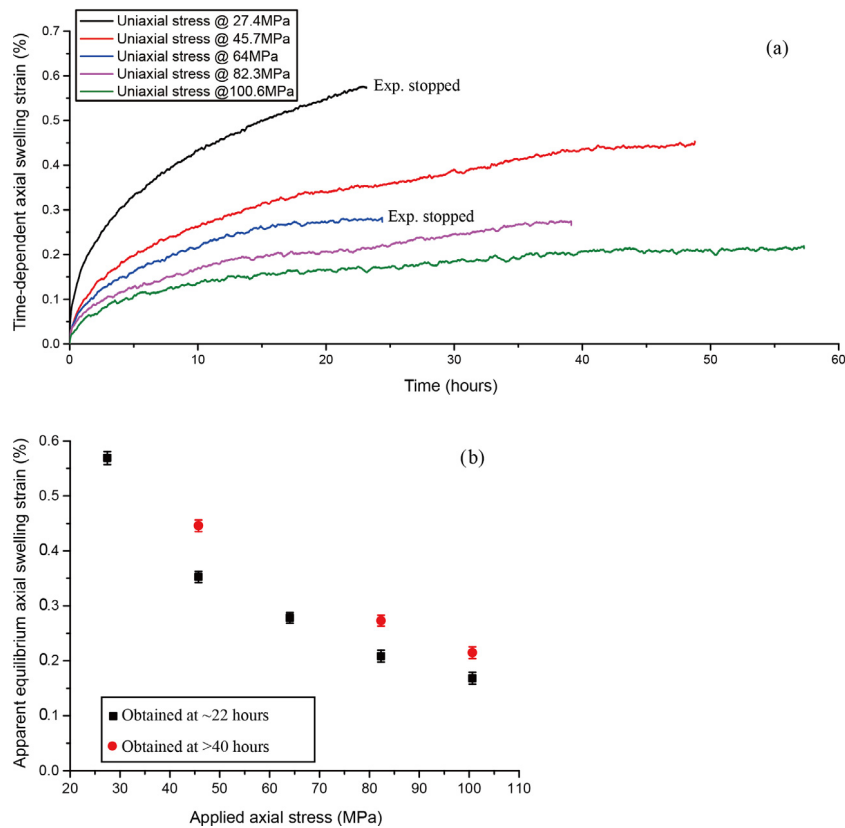 Uniaxial stress @ 27.4MPa
Uniaxial stress @ 45.7MPa
Uniaxial stress @ 64MPa
Uniaxial stress @ 82.3MPa
Uniaxial stress @100.6MPa
(a)
Exp. stopped
Exp. stopped
Time-dependent axial swelling strain (%)
0.7
0.6
0.5
0.4
0.3
0.2
0.1
0.0
0 10 20 30 40 50 60
Time (hours)
(b)
Apparent equilibrium axial swelling strain (%)
0.6
0.5
0.4
0.3
0.2
0.1
0.0
Obtained at ~22 hours
Obtained at >40 hours
20 30 40 50 60 70 80 90 100 110
Applied axial stress (MPa)